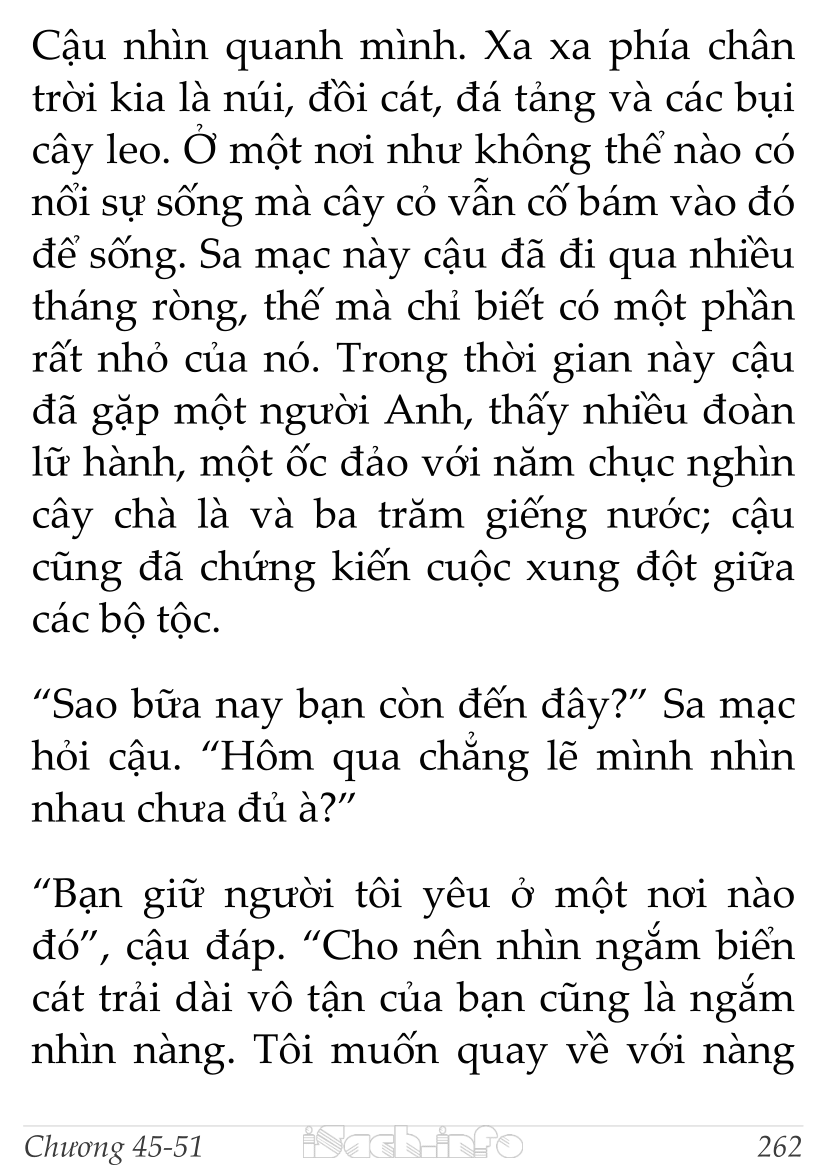 Cậu nhìn quanh mình. Xa xa phía chân
trời kia là núi, đồi cát, đá tảng và các bụi
cây leo. Ở một nơi như không thể nào có
nổi sự sống mà cây cỏ vẫn cố bám vào đó
để sống. Sa mạc này cậu đã đi qua nhiều
tháng ròng, thế mà chỉ biết có một phần
rất nhỏ của nó. Trong thời gian này cậu
đã gặp một người Anh, thấy nhiều đoàn
lữ hành, một ốc đảo với năm chục nghìn
cây chà là và ba trăm giếng nước; cậu
cũng đã chứng kiến cuộc xung đột giữa
các bộ tộc.
“Sao bữa nay bạn còn đến đây?” Sa mạc
hỏi cậu. “Hôm qua chẳng lẽ mình nhìn
nhau chưa đủ à?”
“Bạn giữ người tôi yêu ở một nơi nào
đó”, cậu đáp. “Cho nên nhìn ngắm biển
cát trải dài vô tận của bạn cũng là ngắm
nhìn nàng. Tôi muốn quay về với nàng
Chương 45-51 iSach.info 262